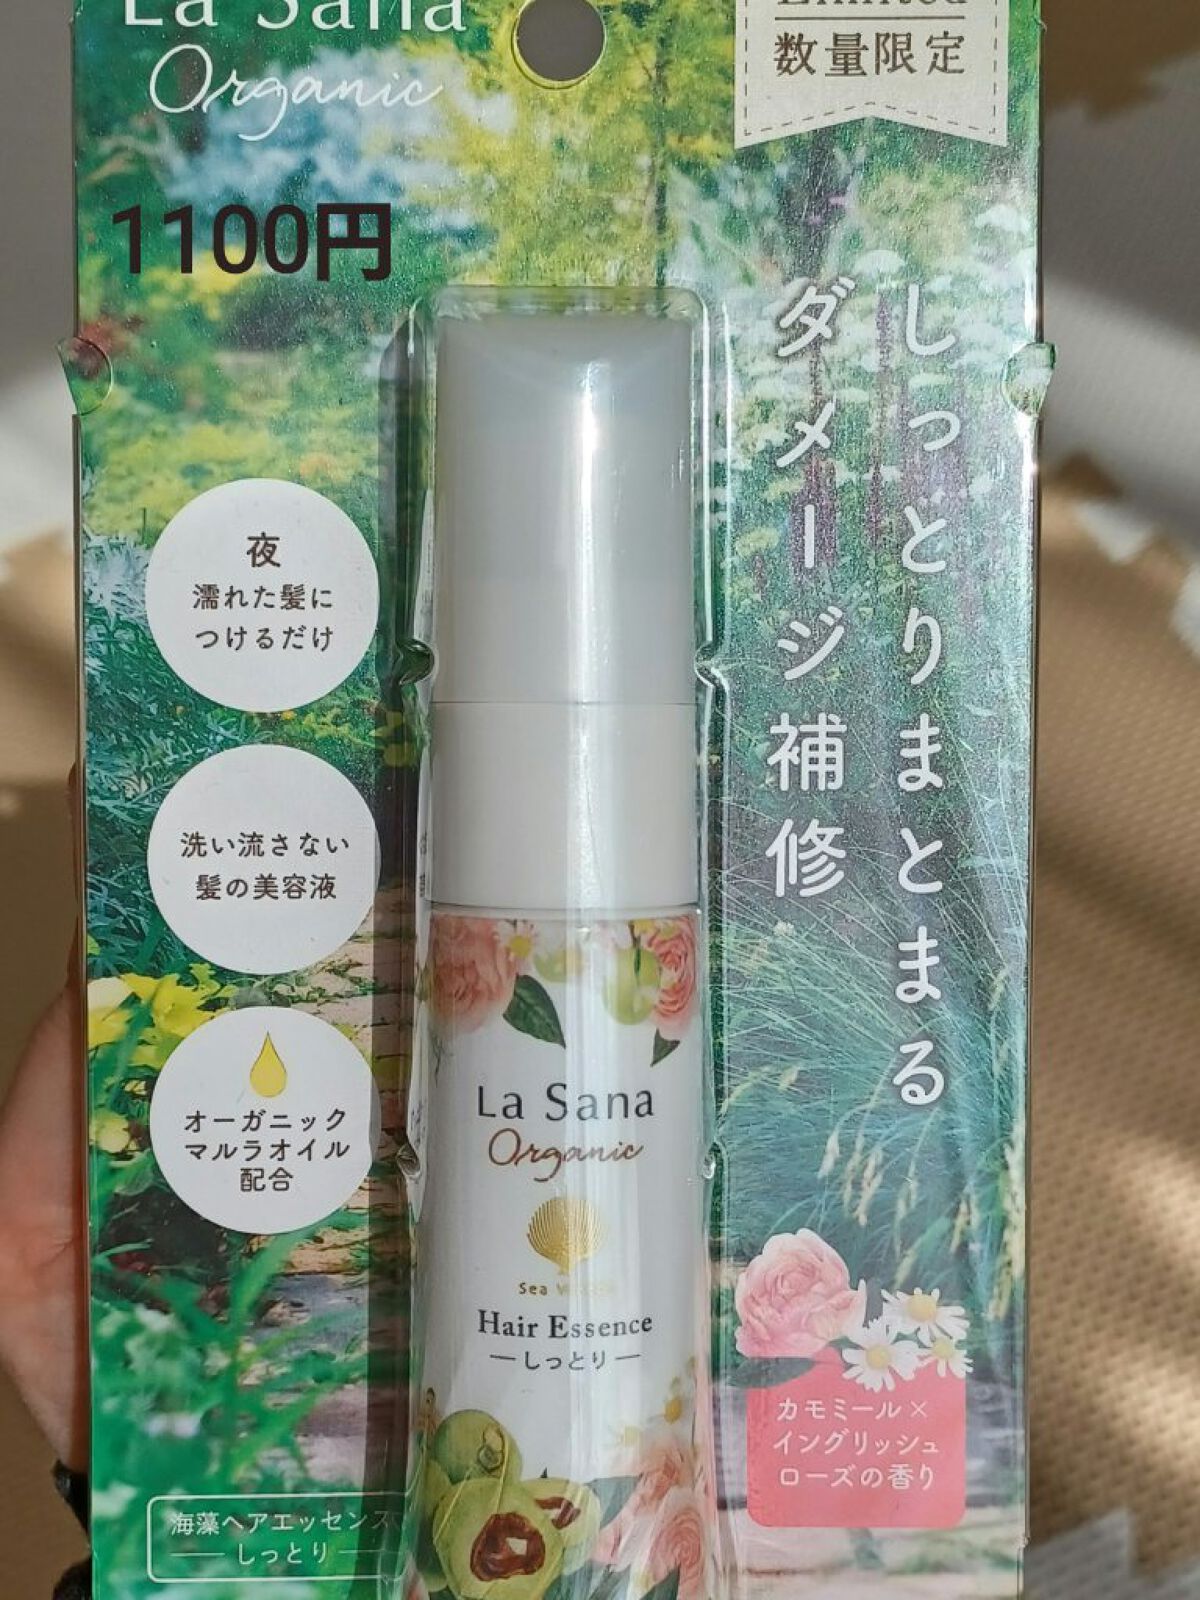 La Sana
Organic
Limited
数量限定
1100円
しっとりまとまる
ダメージ補修
夜
濡れた髪に
つけるだけ
洗い流さない
髪の美容液
オーガニック
マルラオイル
配合
La Sana
Organic
Sea
Hair Essence
しっとり
カモミール×
イングリッシュ
ローズの香り
海藻ヘアエッセンス
しっとり